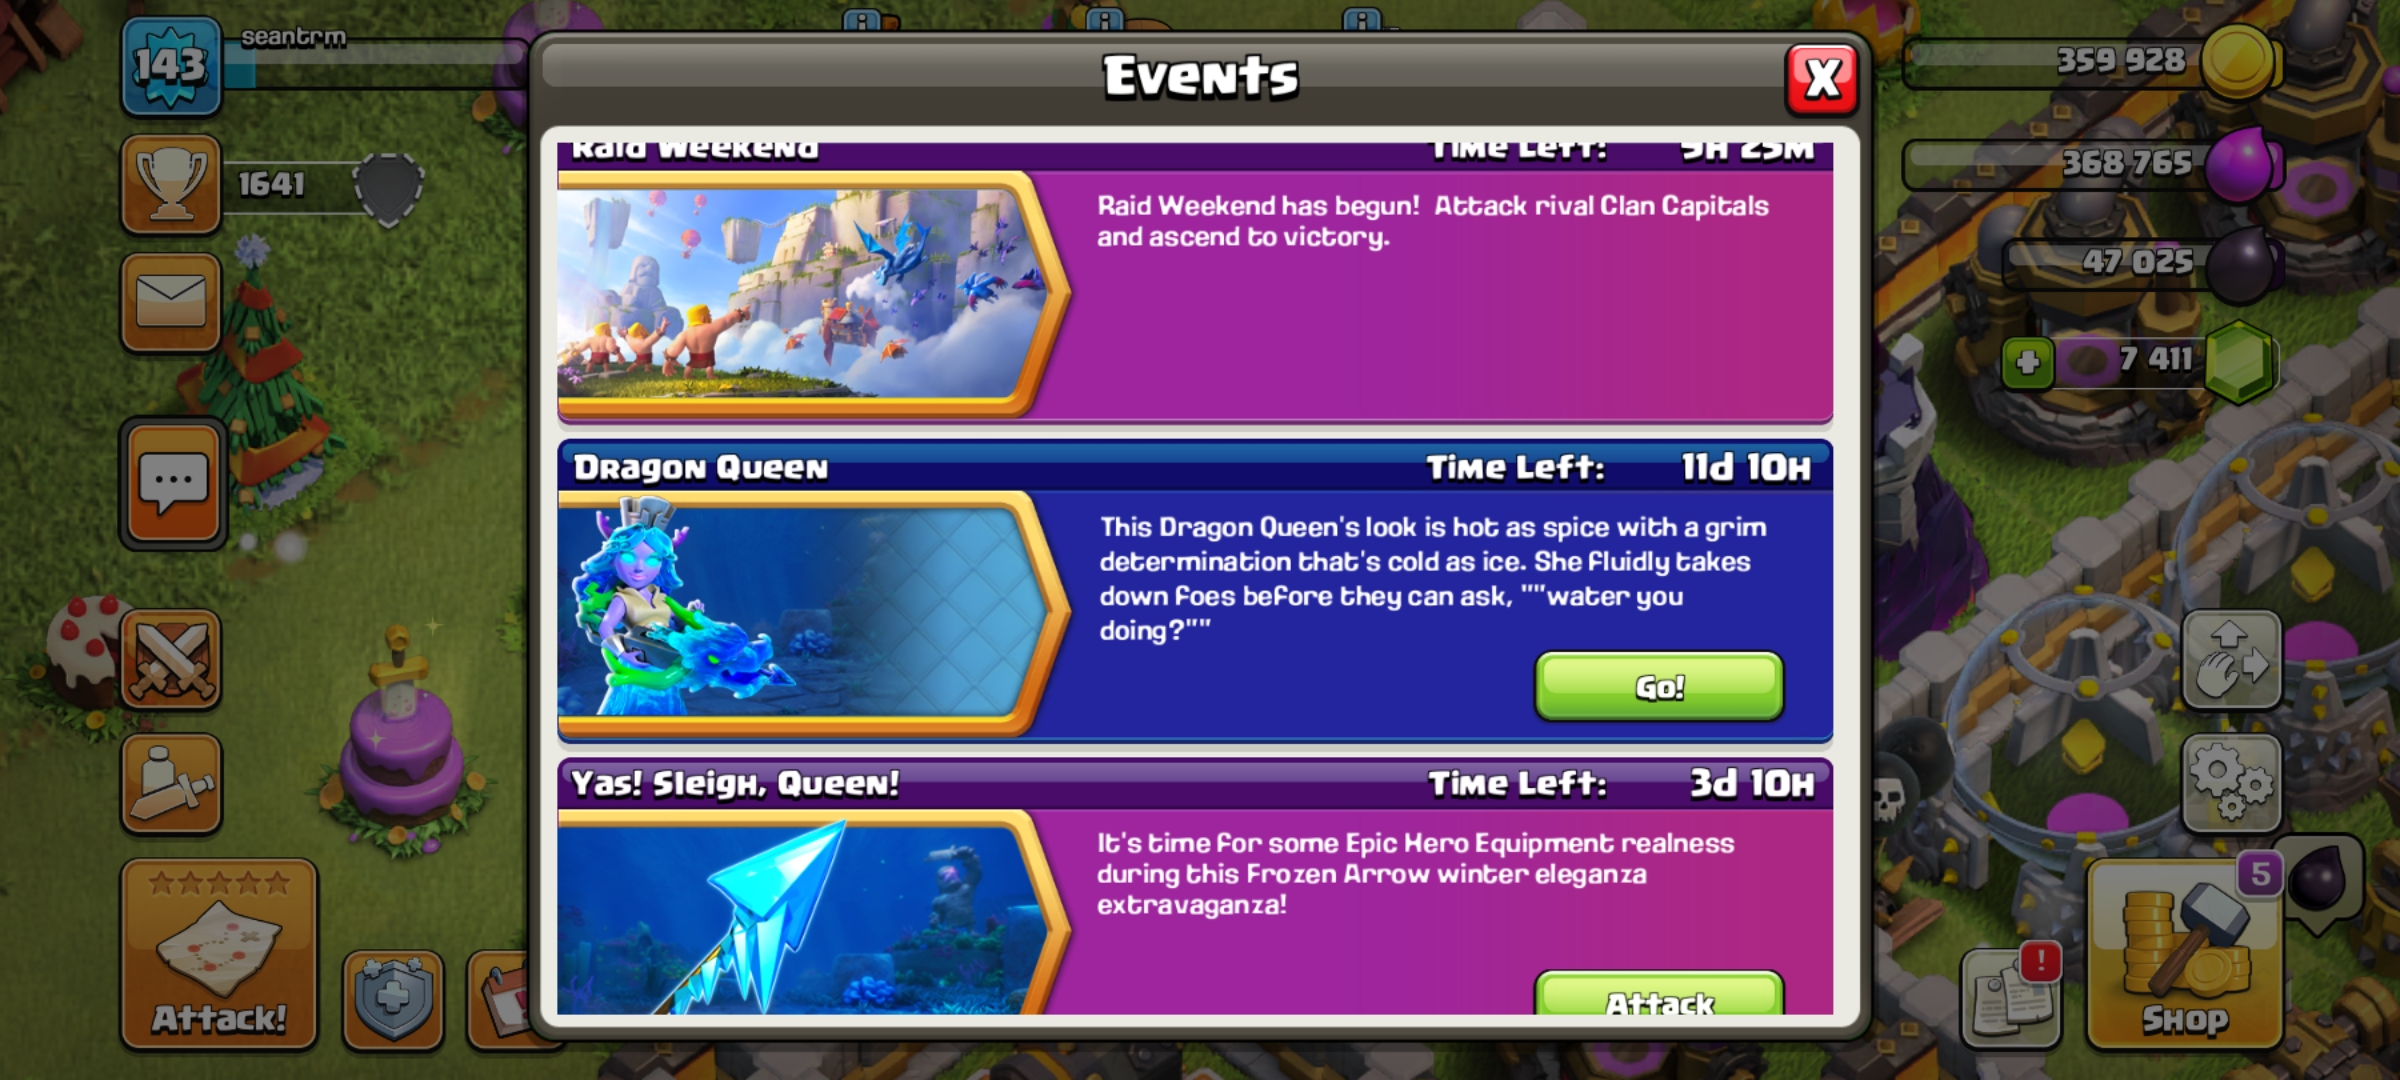 143
seantrm
Events
X
359 928
Raid Weekend
Time Left:
9H 25M
368 765
1641
Raid Weekend has begun! Attack rival Clan Capitals
and ascend to victory.
47 025
7 411
Dragon Queen
Time Left:
11d 10H
This Dragon Queen's look is hot as spice with a grim
determination that's cold as ice. She fluidly takes
down foes before they can ask, ""water you
doing?""
Go!
Yas! Sleigh, Queen!
Time Left:
3d 10H
It's time for some Epic Hero Equipment realness
during this Frozen Arrow winter eleganza
extravaganza!
5
!
Attack
Attack!
Shop